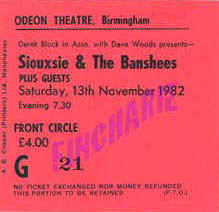 ODEON THEATRE, Birmingham
Derek Block in Assn. with Dave Woods presents—
Siouxsie & The Banshees
PLUS GUESTS
Saturday, 13th November 1982
Evening 7.30
FRONT CIRCLE
£4.00
FINCHARIE
G 21
NO TICKET EXCHANGED NOR MONEY REFUNDED
THIS PORTION TO BE RETAINED (P.T.O.)